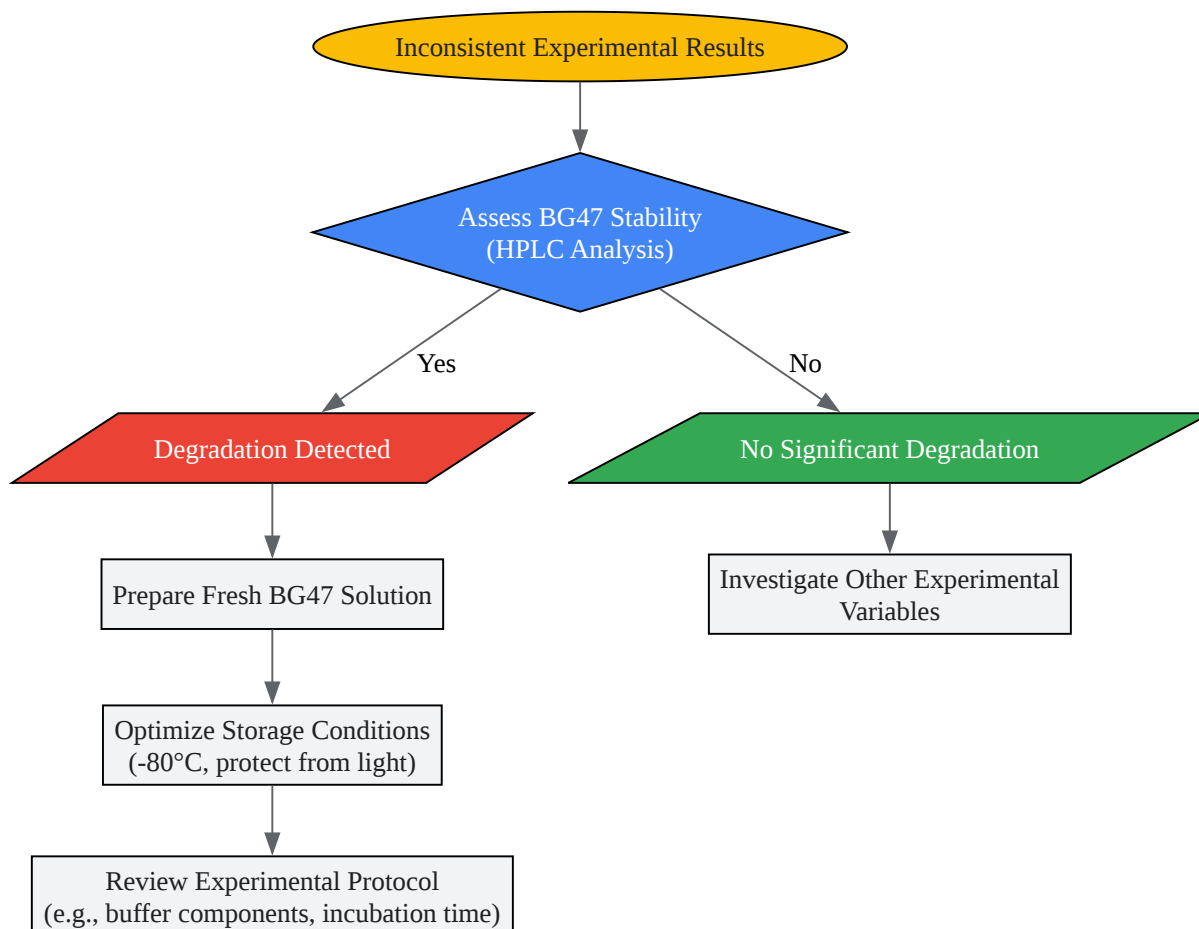 Inconsistent Experimental Results
Assess BG47 Stability
(HPLC Analysis)
Yes
No
Degradation Detected
No Significant Degradation
Prepare Fresh BG47 Solution
Investigate Other Experimental
Variables
Optimize Storage Conditions
(-80°C, protect from light)
Review Experimental Protocol
(e.g., buffer components, incubation time)